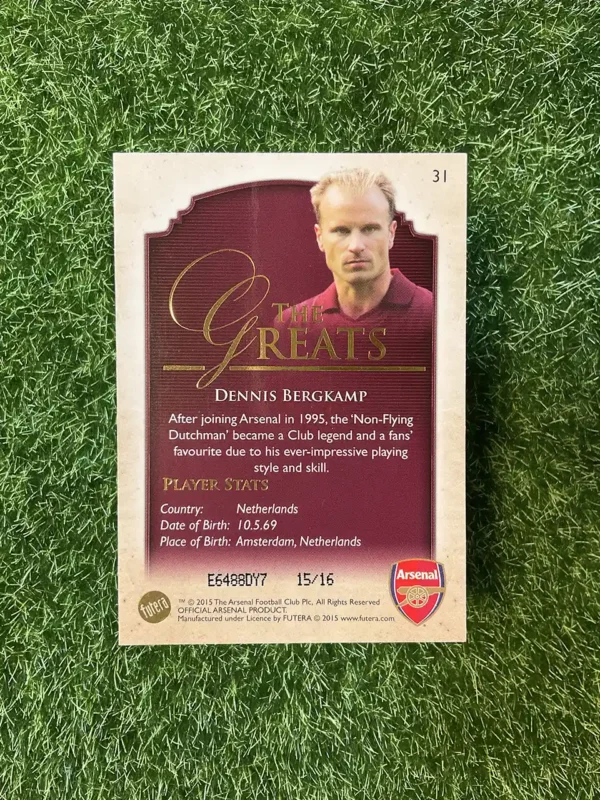 31
The
Greats
Dennis Bergkamp
After joining Arsenal in 1995, the 'Non-Flying
Dutchman' became a Club legend and a fans'
favourite due to his ever-impressive playing
style and skill.
Player Stats
Country: Netherlands
Date of Birth: 10.5.69
Place of Birth: Amsterdam, Netherlands
E6488DY7 15/16
Arsenal
futera
™ © 2015 The Arsenal Football Club Plc, All Rights Reserved
OFFICIAL ARSENAL PRODUCT.
Manufactured under Licence by FUTERA © 2015 www.futera.com